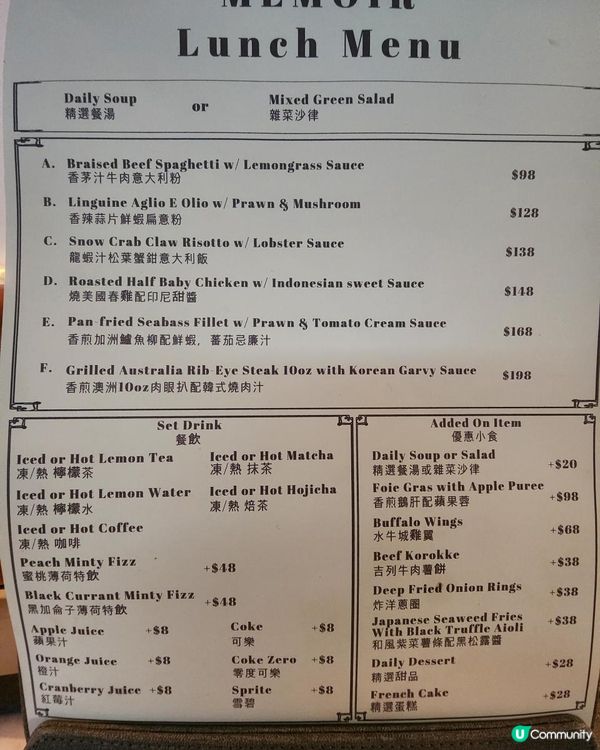 MEMOIR
Lunch Menu
Daily Soup
精選餐湯
or
Mixed Green Salad
雜菜沙律
A. Braised Beef Spaghetti w/ Lemongrass Sauce $98
香茅汁牛肉意大利粉
B. Linguine Aglio E Olio w/ Prawn & Mushroom $128
香辣蒜片鮮蝦扁意粉
C. Snow Crab Claw Risotto w/ Lobster Sauce $138
龍蝦汁松葉蟹鉗意大利飯
D. Roasted Half Baby Chicken w/ Indonesian sweet Sauce $148
燒美國春雞配印尼甜醬
E. Pan-fried Seabass Fillet w/ Prawn & Tomato Cream Sauce $168
香煎加洲鱸魚柳配鮮蝦, 蕃茄忌廉汁
F. Grilled Australia Rib-Eye Steak 10oz with Korean Garvy Sauce $198
香煎澳洲10oz肉眼扒配韓式燒肉汁
Set Drink
餐飲
Iced or Hot Lemon Tea
凍/熱 檸檬茶
Iced or Hot Matcha
凍/熱 抹茶
Iced or Hot Lemon Water
凍/熱 檸檬水
Iced or Hot Hojicha
凍/熱 焙茶
Iced or Hot Coffee
凍/熱 咖啡
Peach Minty Fizz +$48
蜜桃薄荷特飲
Black Currant Minty Fizz +$48
黑加侖子薄荷特飲
Apple Juice +$8
蘋果汁
Coke +$8
可樂
Orange Juice +$8
橙汁
Coke Zero +$8
零度可樂
Cranberry Juice +$8
紅莓汁
Sprite +$8
雪碧
Added On Item
優惠小食
Daily Soup or Salad +$20
精選餐湯或雜菜沙律
Foie Gras with Apple Puree +$98
香煎鵝肝配蘋果蓉
Buffalo Wings +$68
水牛城雞翼
Beef Korokke +$38
吉列牛肉薯餅
Deep Fried Onion Rings +$38
炸洋蔥圈
Japanese Seaweed Fries +$38
With Black Truffle Aioli
和風紫菜薯條配黑松露醬
Daily Dessert +$28
精選甜品
French Cake +$28
精選蛋糕
U Community